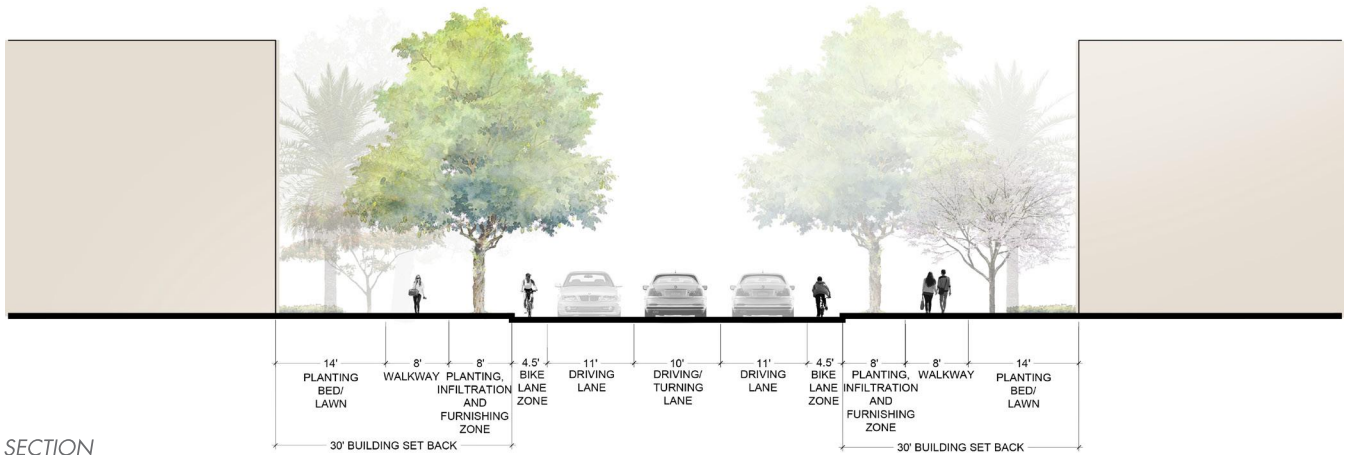 14'
PLANTING
BED/
LAWN
8'
WALKWAY
8'
PLANTING,
INFILTRATION
AND
FURNISHING
ZONE
4.5'
BIKE
LANE
ZONE
11'
DRIVING
LANE
10'
DRIVING/
TURNING
LANE
11'
DRIVING
LANE
4.5'
BIKE
LANE
ZONE
8'
PLANTING,
INFILTRATION
AND
FURNISHING
ZONE
8'
WALKWAY
14'
PLANTING
BED/
LAWN
30' BUILDING SET BACK
30' BUILDING SET BACK
SECTION